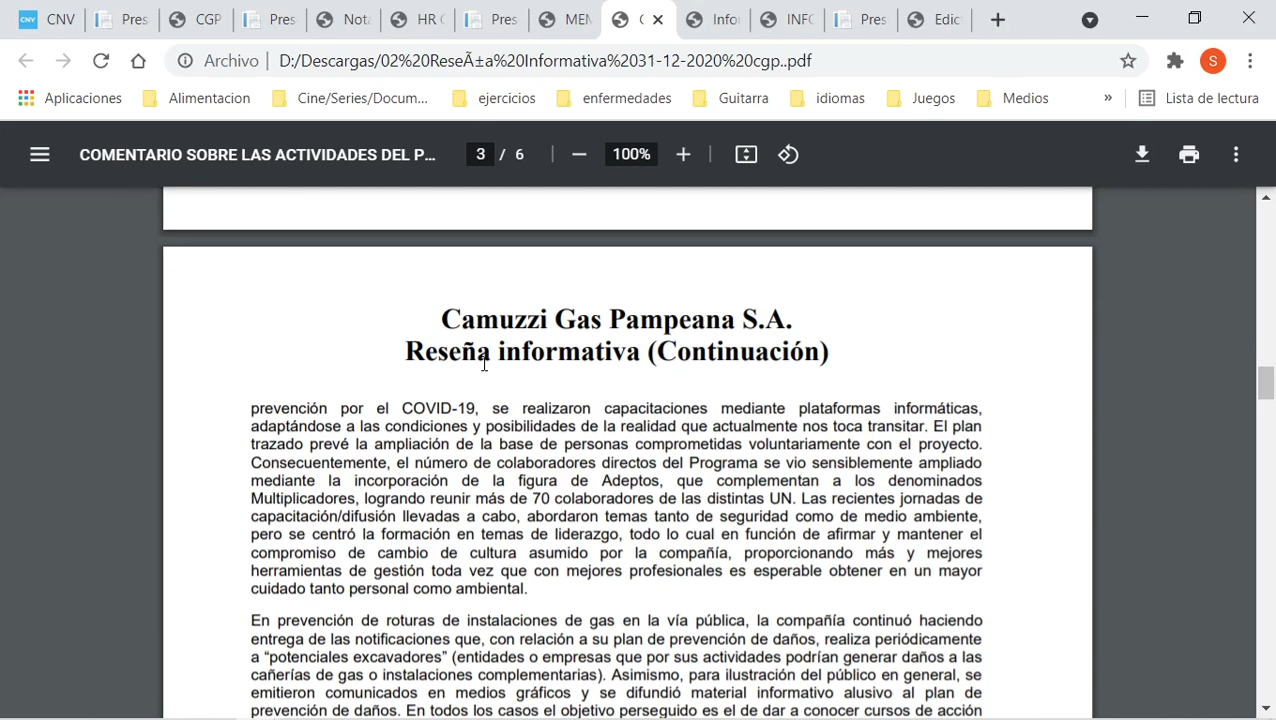 CNV
Pres
CGP
Pres
Nota
HR
Pres
MEM
Info
INFO
Pres
Edic
Archivo D:/Descargas/02%20ReseÃ±a%20Informativa%2031-12-2020%20cgp..pdf
S
Aplicaciones Alimentacion Cine/Series/Docum... ejercicios enfermedades Guitarra idiomas Juegos Medios » Lista de lectura
COMENTARIO SOBRE LAS ACTIVIDADES DEL P... 3 / 6 100%
Camuzzi Gas Pampeana S.A.
Reseña informativa (Continuación)
prevención por el COVID-19, se realizaron capacitaciones mediante plataformas informáticas,
adaptándose a las condiciones y posibilidades de la realidad que actualmente nos toca transitar. El plan
trazado prevé la ampliación de la base de personas comprometidas voluntariamente con el proyecto.
Consecuentemente, el número de colaboradores directos del Programa se vio sensiblemente ampliado
mediante la incorporación de la figura de Adeptos, que complementan a los denominados
Multiplicadores, logrando reunir más de 70 colaboradores de las distintas UN. Las recientes jornadas de
capacitación/difusión llevadas a cabo, abordaron temas tanto de seguridad como de medio ambiente,
pero se centró la formación en temas de liderazgo, todo lo cual en función de afirmar y mantener el
compromiso de cambio de cultura asumido por la compañía, proporcionando más y mejores
herramientas de gestión toda vez que con mejores profesionales es esperable obtener en un mayor
cuidado tanto personal como ambiental.
En prevención de roturas de instalaciones de gas en la vía pública, la compañía continuó haciendo
entrega de las notificaciones que, con relación a su plan de prevención de daños, realiza periódicamente
a “potenciales excavadores” (entidades o empresas que por sus actividades podrían generar daños a las
cañerías de gas o instalaciones complementarias). Asimismo, para ilustración del público en general, se
emitieron comunicados en medios gráficos y se difundió material informativo alusivo al plan de
prevención de daños. En todos los casos el objetivo perseguido es el de dar a conocer cursos de acción